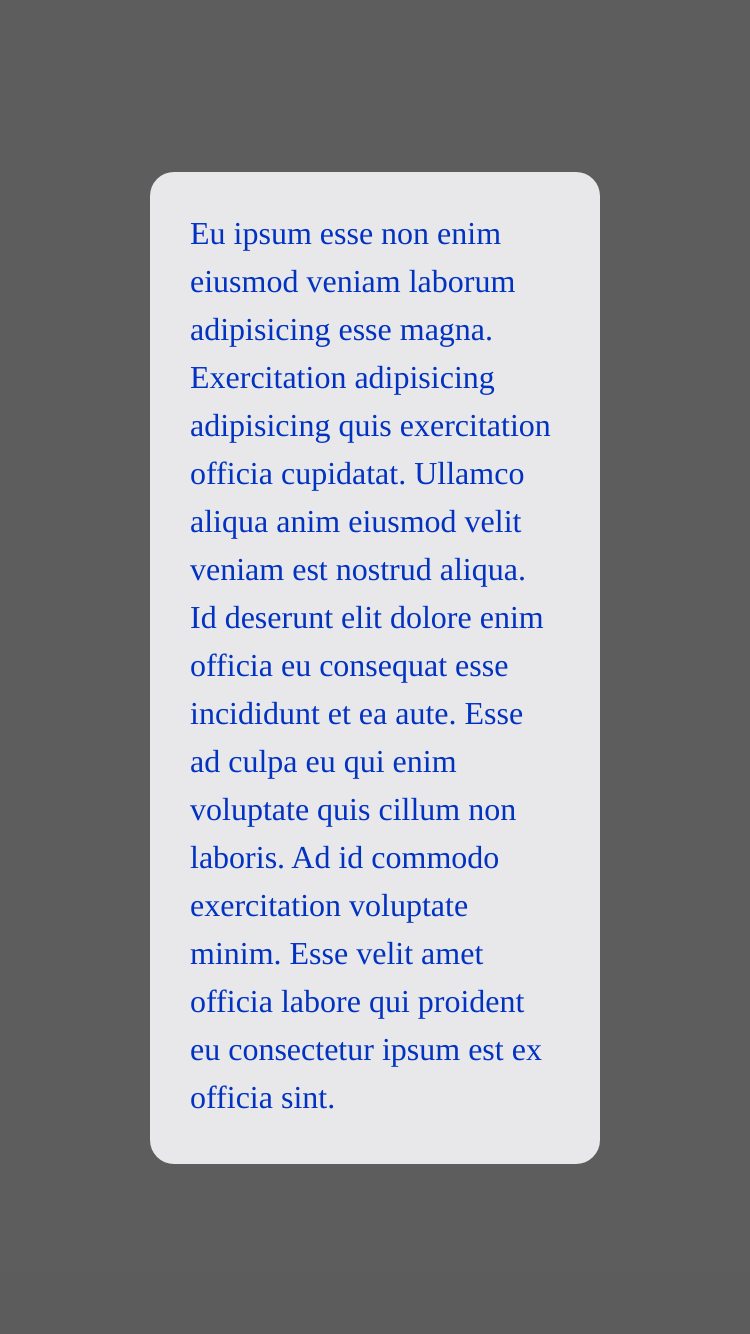 Eu ipsum esse non enim
eiusmod veniam laborum
adipisicing esse magna.
Exercitation adipisicing
adipisicing quis exercitation
officia cupidatat. Ullamco
aliqua anim eiusmod velit
veniam est nostrud aliqua.
Id deserunt elit dolore enim
officia eu consequat esse
incididunt et ea aute. Esse
ad culpa eu qui enim
voluptate quis cillum non
laboris. Ad id commodo
exercitation voluptate
minim. Esse velit amet
officia labore qui proident
eu consectetur ipsum est ex
officia sint.